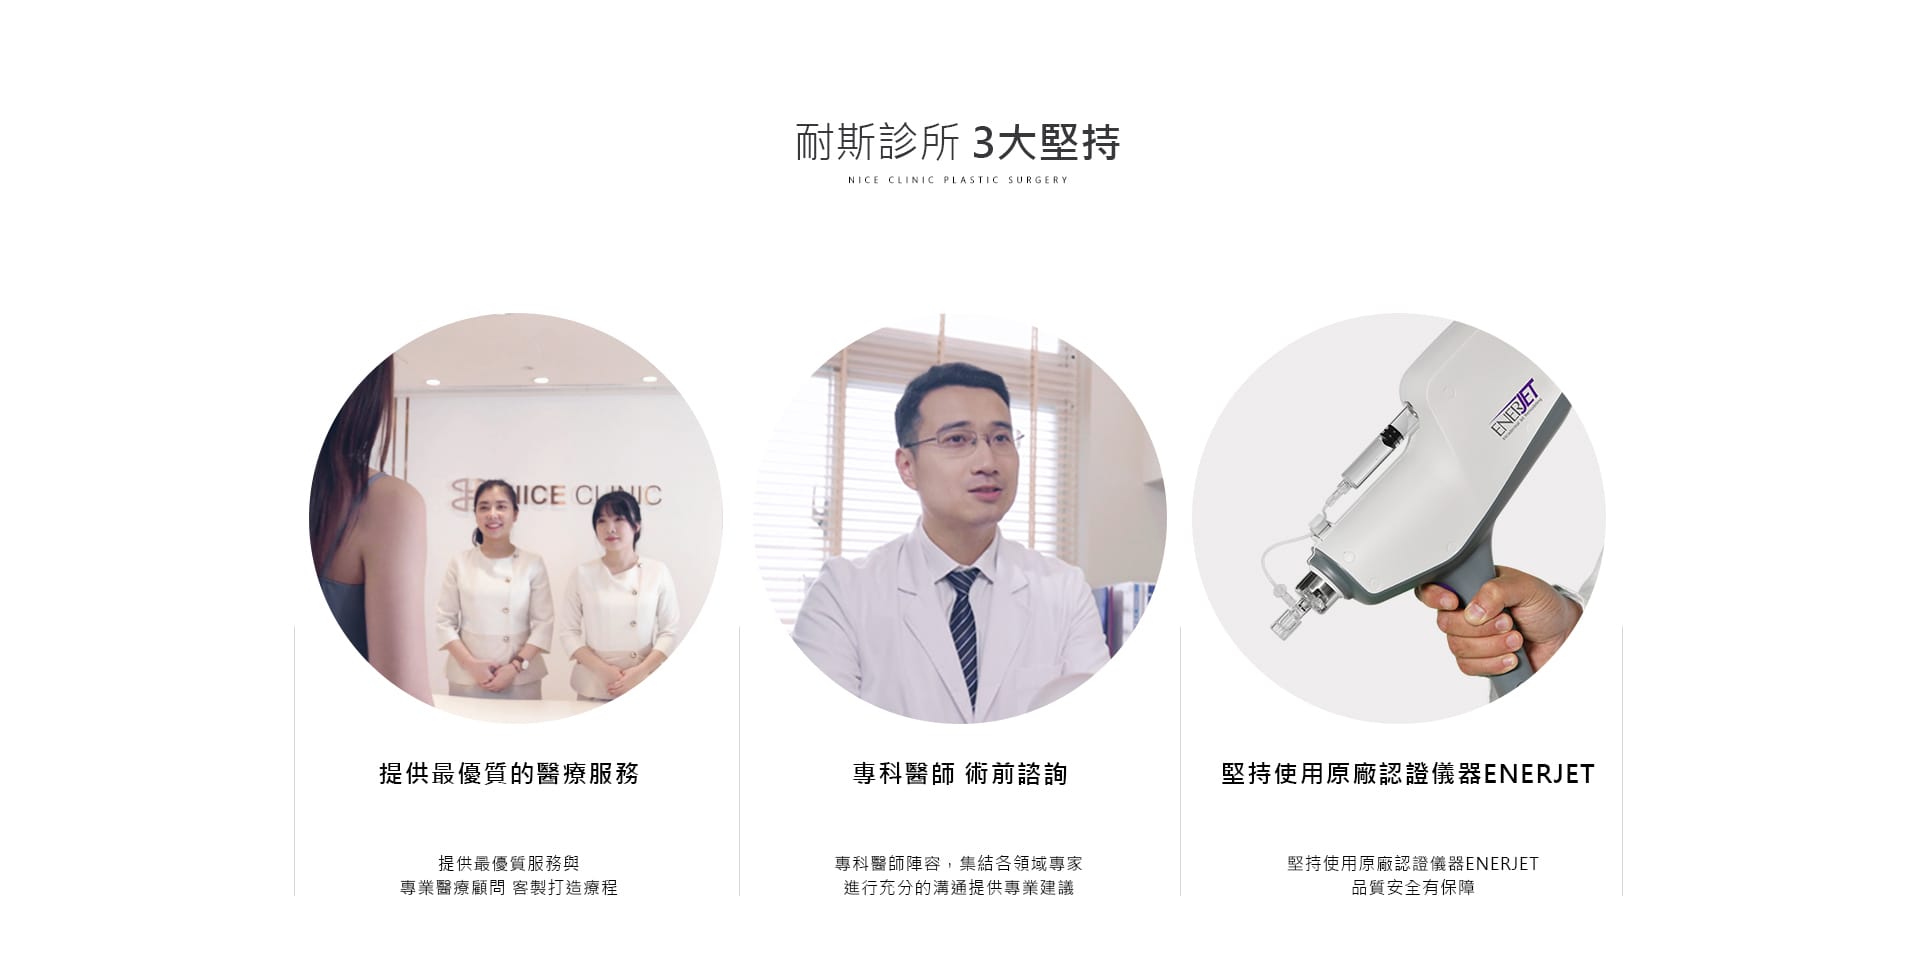 耐斯診所 3大堅持
NICE CLINIC PLASTIC SURGERY
NICE CLINIC
ENERJET
提供最優質的醫療服務
專科醫師 術前諮詢
堅持使用原廠認證儀器ENERJET
提供最優質服務與
專業醫療顧問 客製打造療程
專科醫師陣容，集結各領域專家
進行充分的溝通提供專業建議
堅持使用原廠認證儀器ENERJET
品質安全有保障